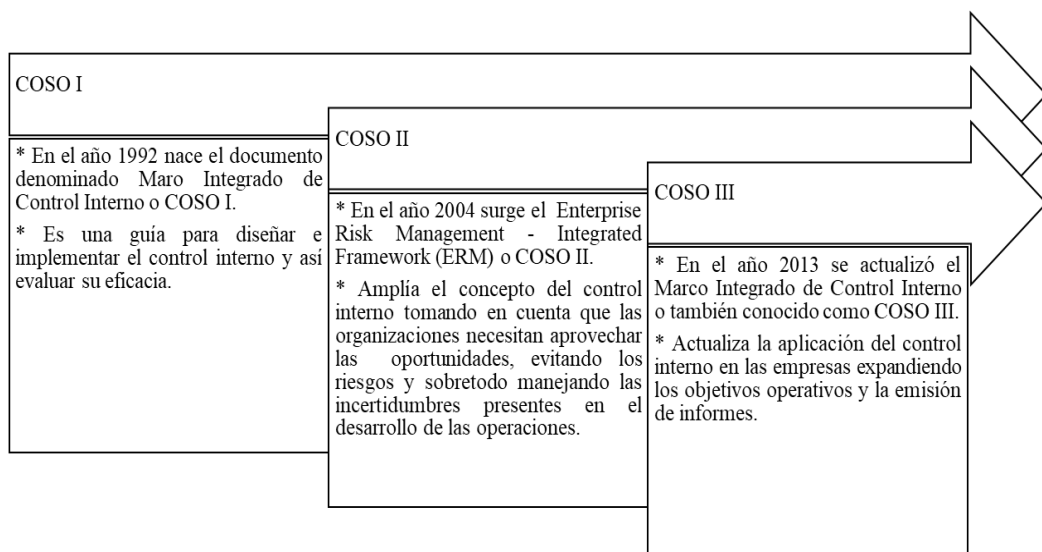 COSO I
* En el año 1992 nace el documento
denominado Maro Integrado de
Control Interno o COSO I.
* Es una guía para diseñar e
implementar el control interno y así
evaluar su eficacia.
COSO II
* En el año 2004 surge el Enterprise
Risk Management - Integrated
Framework (ERM) o COSO II.
* Amplía el concepto del control
interno tomando en cuenta que las
organizaciones necesitan aprovechar
las oportunidades, evitando los
riesgos y sobretodo manejando las
incertidumbres presentes en el
desarrollo de las operaciones.
COSO III
* En el año 2013 se actualizó el
Marco Integrado de Control Interno
o también conocido como COSO III.
* Actualiza la aplicación del control
interno en las empresas expandiendo
los objetivos operativos y la emisión
de informes.